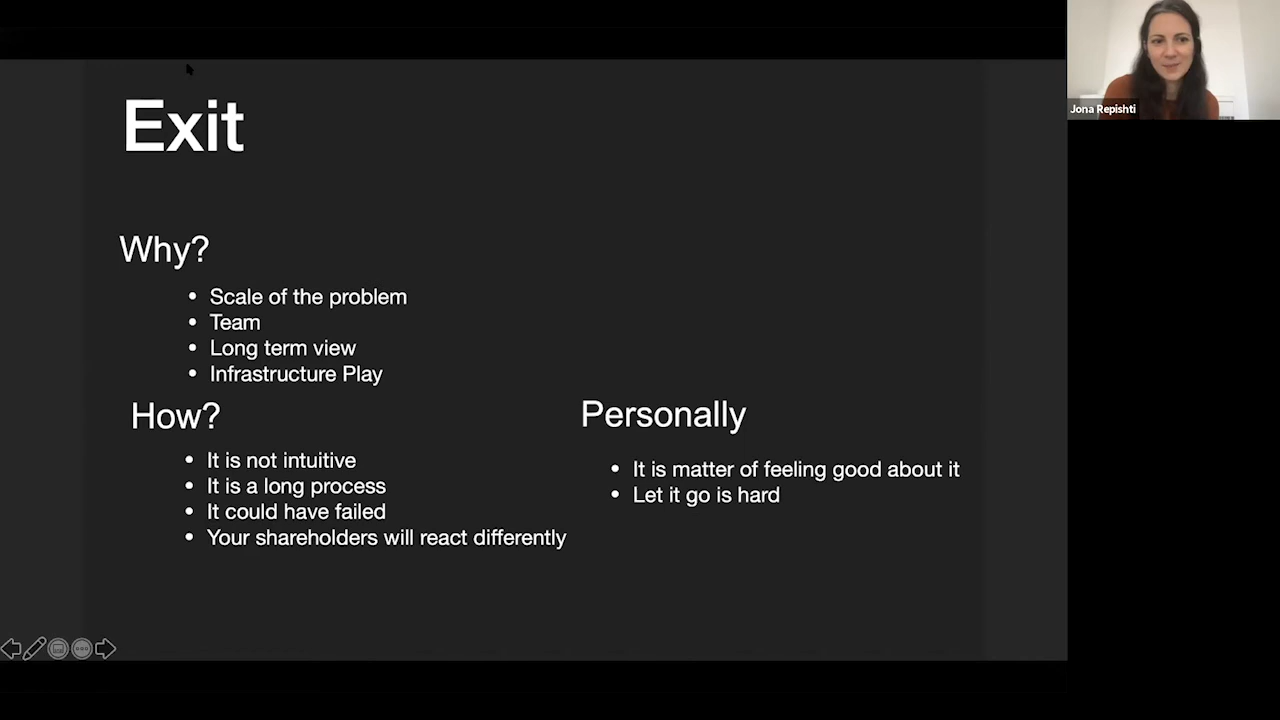 Exit
Why?
Scale of the problem
Team
Long term view
Infrastructure Play
How?
It is not intuitive
It is a long process
It could have failed
Your shareholders will react differently
Personally
It is matter of feeling good about it
Let it go is hard
Jona Repishti